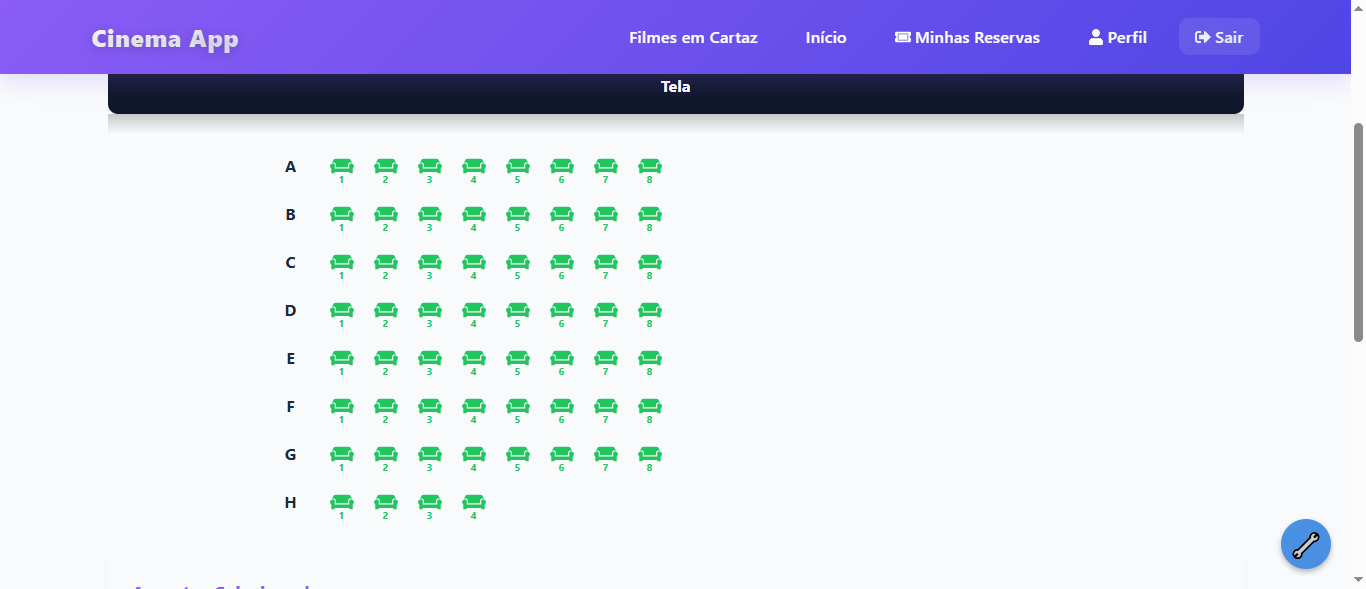 Cinema App
Filmes em Cartaz Início Minhas Reservas Perfil Sair
Tela
A 1 2 3 4 5 6 7 8
B 1 2 3 4 5 6 7 8
C 1 2 3 4 5 6 7 8
D 1 2 3 4 5 6 7 8
E 1 2 3 4 5 6 7 8
F 1 2 3 4 5 6 7 8
G 1 2 3 4 5 6 7 8
H 1 2 3 4